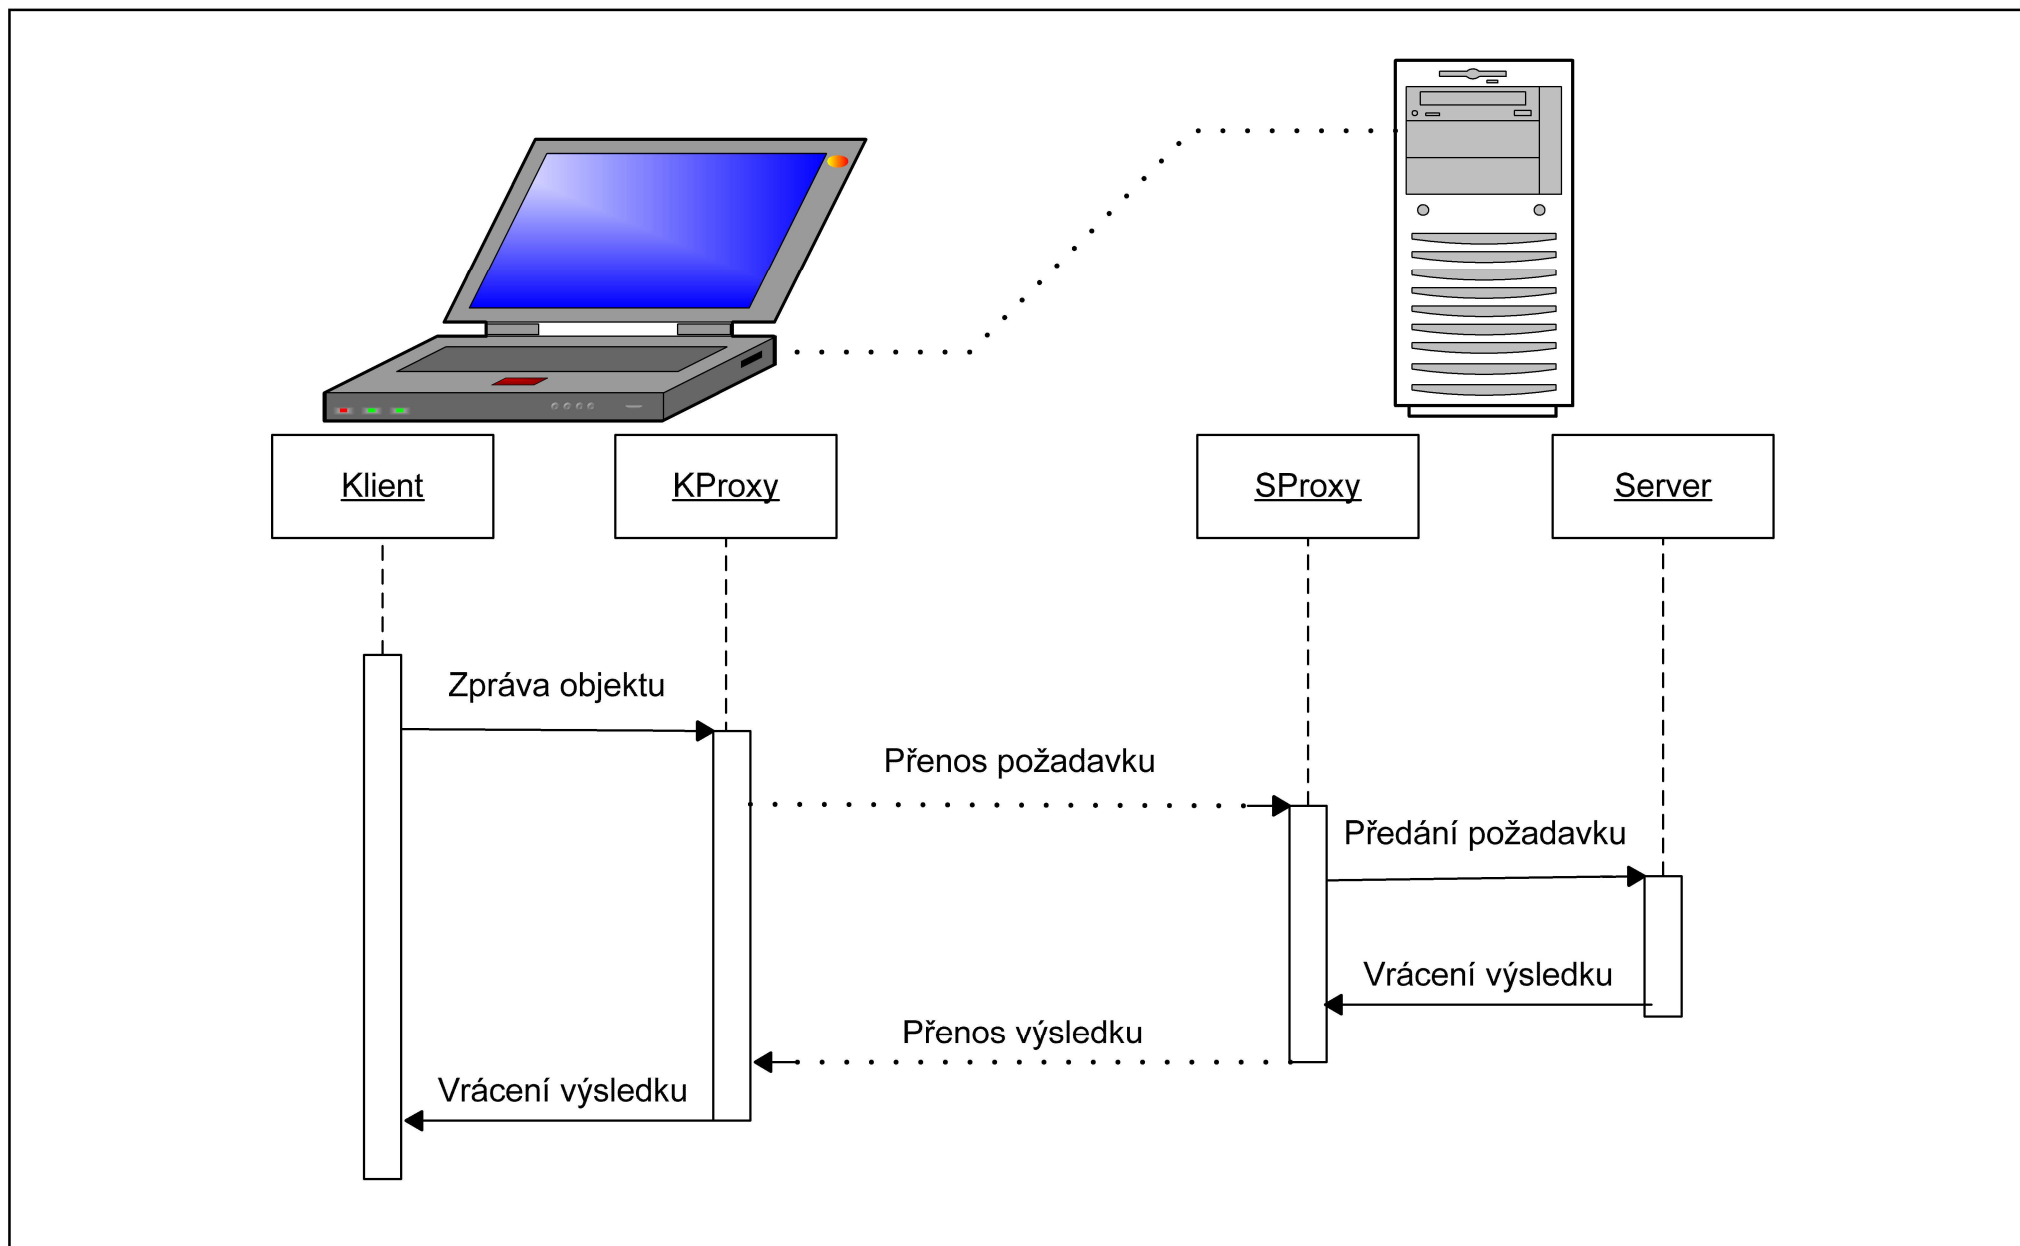 Klient
KProxy
SProxy
Server
Zpráva objektu
Přenos požadavku
Předání požadavku
Vrácení výsledku
Přenos výsledku
Vrácení výsledku